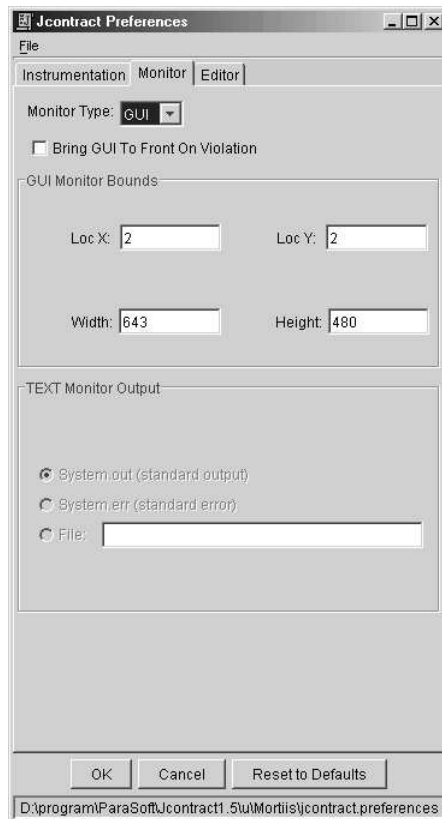 Jcontract Preferences
File
Instrumentation Monitor Editor
Monitor Type: GUI
Bring GUI To Front On Violation
GUI Monitor Bounds
Loc X: 2 Loc Y: 2
Width: 643 Height: 480
TEXT Monitor Output
System.out (standard output)
System.err (standard error)
File:
OK Cancel Reset to Defaults
D:\program\ParaSoft\Jcontract1.5\u\Mortiis\jcontract.preferences